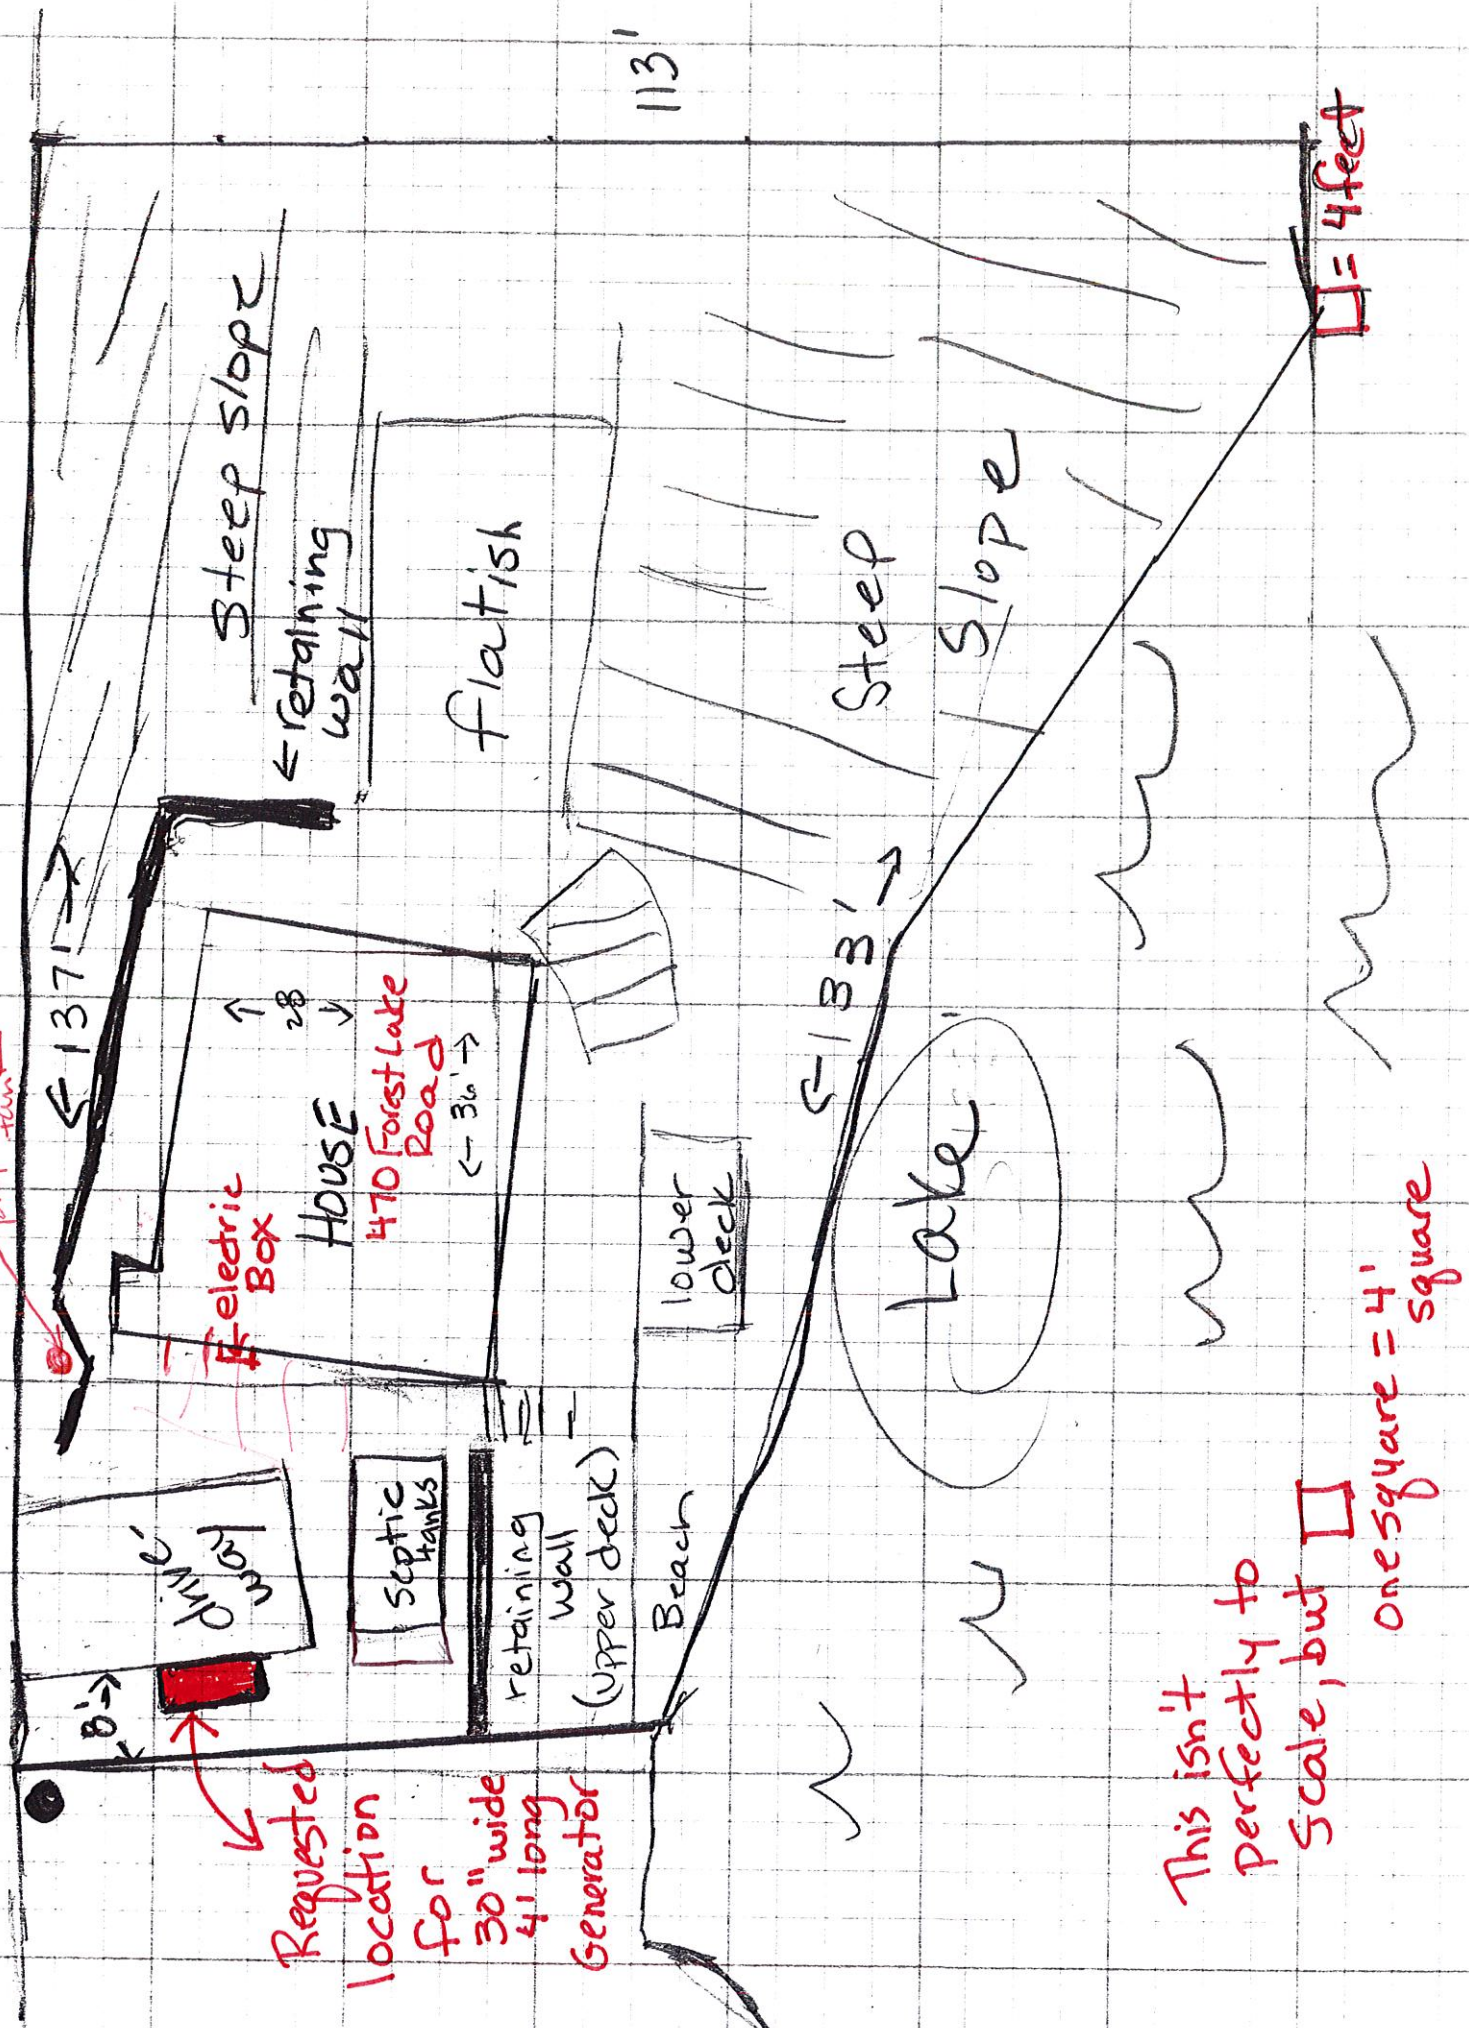 113'
Steep slope
← retaining
wall
flatish
Steep
Slope
□ = 4 feet
← 137' →
↑
28
↓
HOUSE
470 Forest Lake
Road
← 36' →
electric
Box
← 133' →
lower
deck
Lake
drive
way
septic
tanks
retaining
wall
(upper deck)
Beach
8' →
Requested
location
for
30" wide
4' long
Generator
This isn't
perfectly to
scale, but □
one square = 4'
square